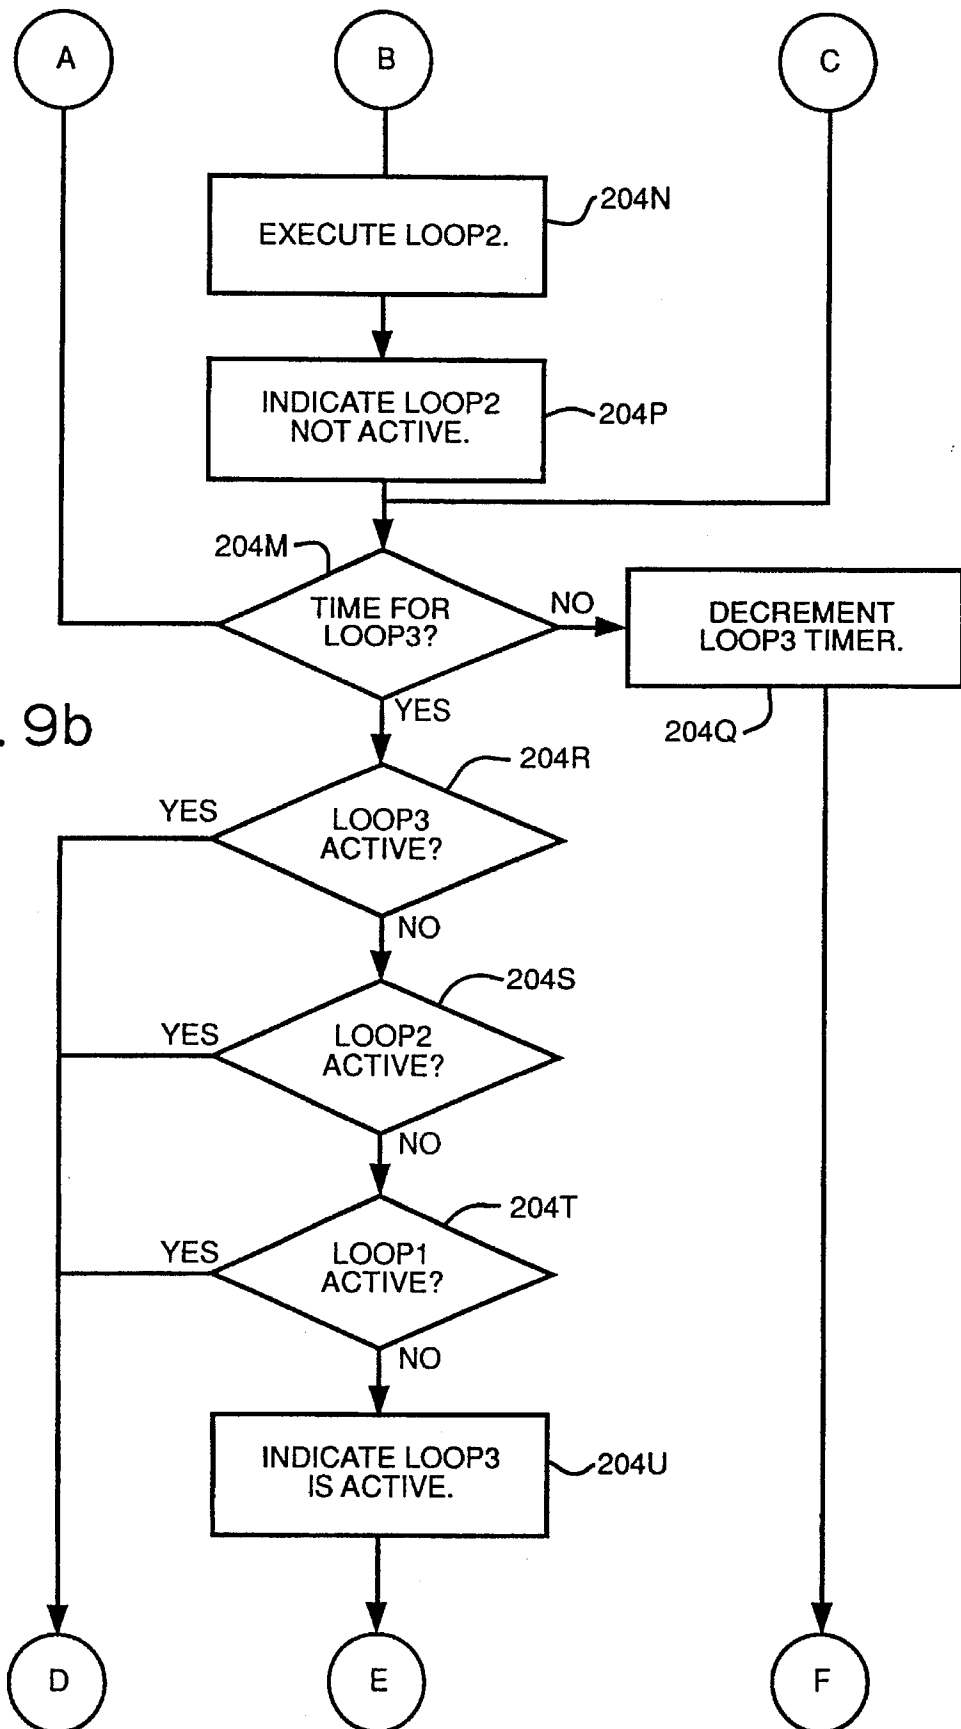 A
B
C
204N
EXECUTE LOOP2.
INDICATE LOOP2
NOT ACTIVE.
204P
204M
TIME FOR
LOOP3?
NO
DECREMENT
LOOP3 TIMER.
204Q
YES
. 9b
204R
YES
LOOP3
ACTIVE?
NO
204S
YES
LOOP2
ACTIVE?
NO
204T
YES
LOOP1
ACTIVE?
NO
INDICATE LOOP3
IS ACTIVE.
204U
D
E
F